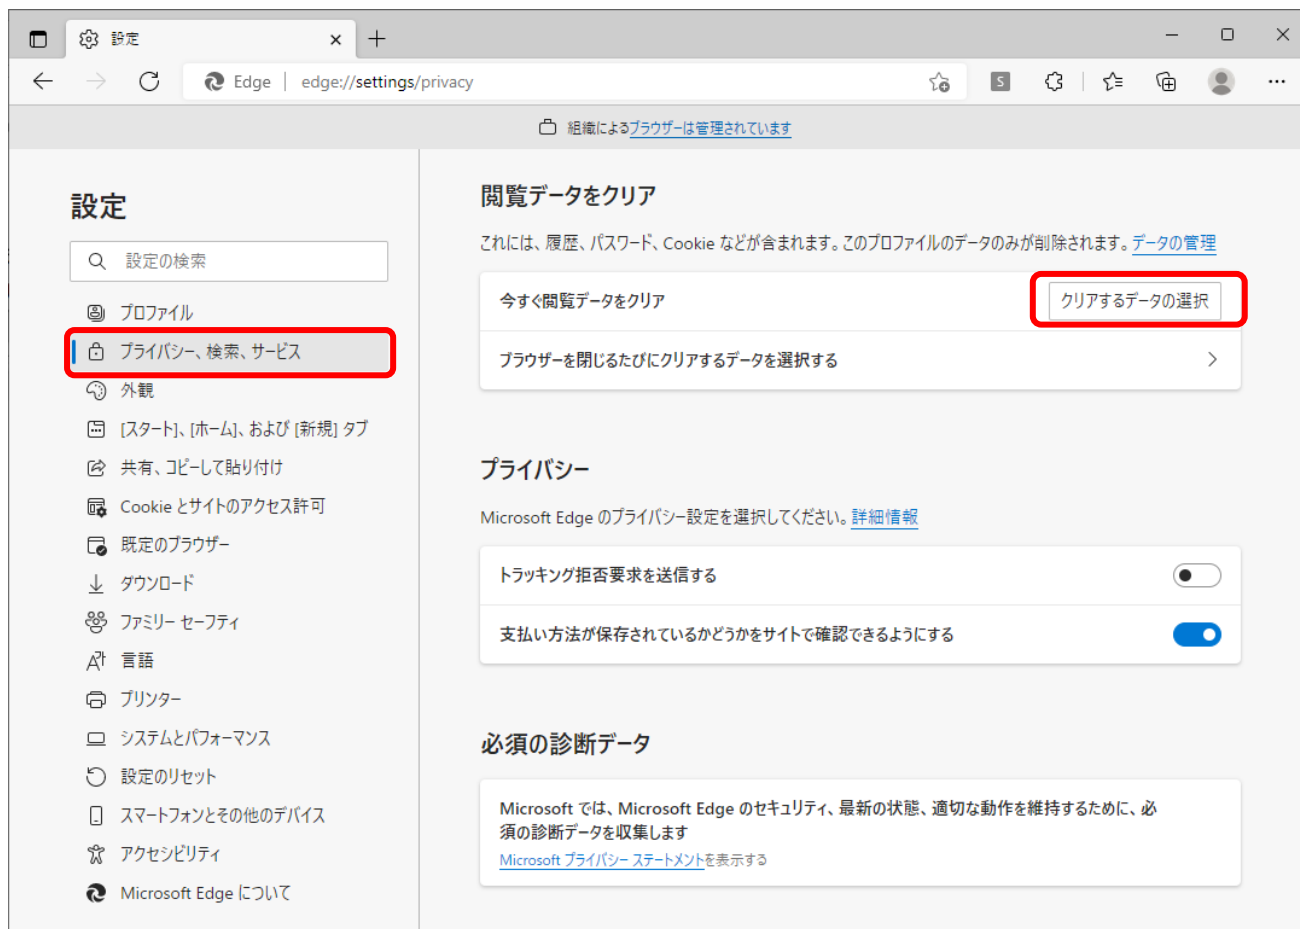 設定
Edge | edge://settings/privacy
S
組織によるブラウザーは管理されています
設定
設定の検索
プロファイル
プライバシー、検索、サービス
外観
[スタート]、[ホーム]、および [新規] タブ
共有、コピーして貼り付け
Cookie とサイトのアクセス許可
既定のブラウザー
ダウンロード
ファミリー セーフティ
言語
プリンター
システムとパフォーマンス
設定のリセット
スマートフォンとその他のデバイス
アクセシビリティ
Microsoft Edge について
閲覧データをクリア
これには、履歴、パスワード、Cookie などが含まれます。このプロファイルのデータのみが削除されます。データの管理
今すぐ閲覧データをクリア
クリアするデータの選択
ブラウザーを閉じるたびにクリアするデータを選択する
プライバシー
Microsoft Edge のプライバシー設定を選択してください。詳細情報
トラッキング拒否要求を送信する
支払い方法が保存されているかどうかをサイトで確認できるようにする
必須の診断データ
Microsoft では、Microsoft Edge のセキュリティ、最新の状態、適切な動作を維持するために、必
須の診断データを収集します
Microsoft プライバシー ステートメントを表示する